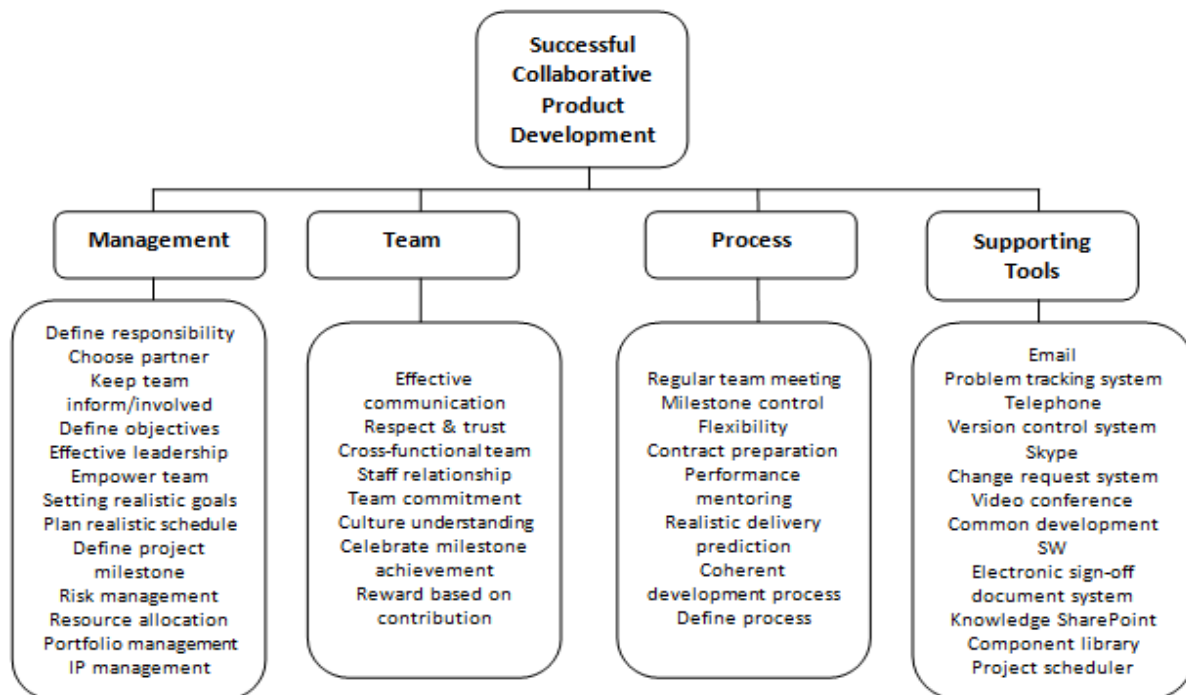 Successful
Collaborative
Product
Development
Management
Team
Process
Supporting
Tools
Define responsibility
Choose partner
Keep team
inform/involved
Define objectives
Effective leadership
Empower team
Setting realistic goals
Plan realistic schedule
Define project
milestone
Risk management
Resource allocation
Portfolio management
IP management
Effective
communication
Respect & trust
Cross-functional team
Staff relationship
Team commitment
Culture understanding
Celebrate milestone
achievement
Reward based on
contribution
Regular team meeting
Milestone control
Flexibility
Contract preparation
Performance
mentoring
Realistic delivery
prediction
Coherent
development process
Define process
Email
Problem tracking system
Telephone
Version control system
Skype
Change request system
Video conference
Common development
SW
Electronic sign-off
document system
Knowledge SharePoint
Component library
Project scheduler